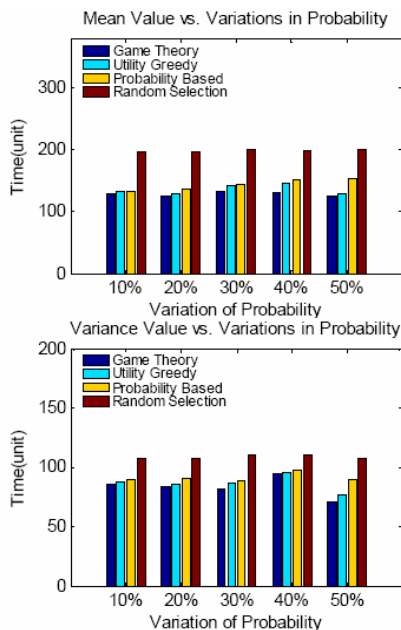 Mean Value vs. Variations in Probability
Game Theory
Utility Greedy
Probability Based
Random Selection
300
200
100
0
Time(unit)
10% 20% 30% 40% 50%
Variation of Probability
Variance Value vs. Variations in Probability
200
Game Theory
Utility Greedy
Probability Based
Random Selection
150
100
50
0
Time(unit)
10% 20% 30% 40% 50%
Variation of Probability